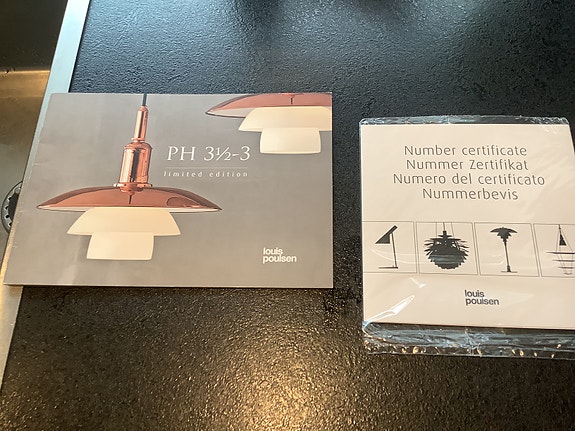 PH 3½-3
limited edition
louis
poulsen
Number certificate
Nummer Zertifikat
Numero del certificato
Nummerbevis
louis
poulsen